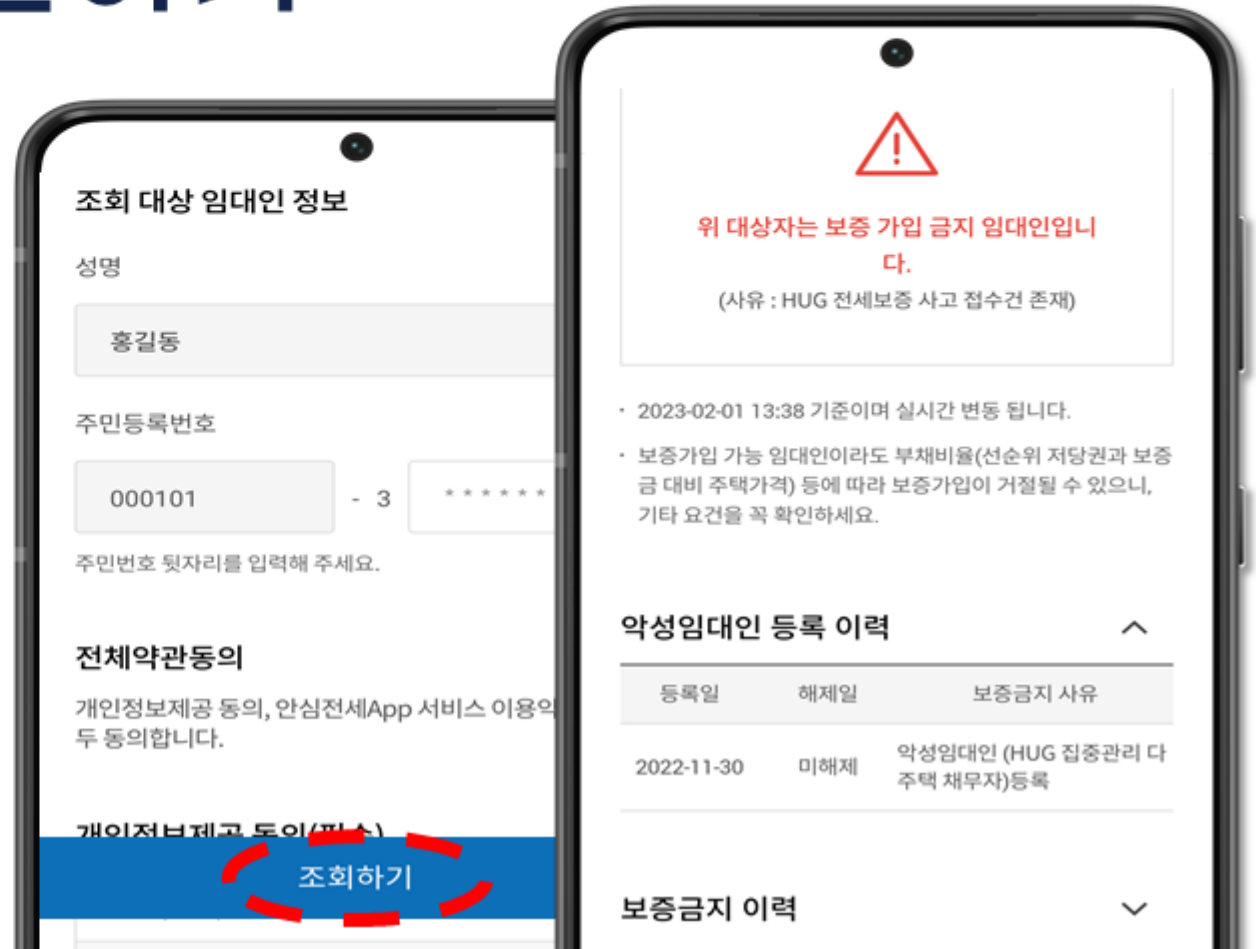 조회 대상 임대인 정보
성명
홍길동
주민등록번호
000101 - 3 ******
주민번호 뒷자리를 입력해 주세요.
전체약관동의
개인정보제공 동의, 안심전세App 서비스 이용약
두 동의합니다.
개인정보제공 동의(필수)
조회하기
위 대상자는 보증 가입 금지 임대인입니
다.
(사유 : HUG 전세보증 사고 접수건 존재)
· 2023-02-01 13:38 기준이며 실시간 변동 됩니다.
· 보증가입 가능 임대인이라도 부채비율(선순위 저당권과 보증
금 대비 주택가격) 등에 따라 보증가입이 거절될 수 있으니,
기타 요건을 꼭 확인하세요.
악성임대인 등록 이력
등록일 해제일 보증금지 사유
2022-11-30 미해제 악성임대인 (HUG 집중관리 다
주택 채무자)등록
보증금지 이력